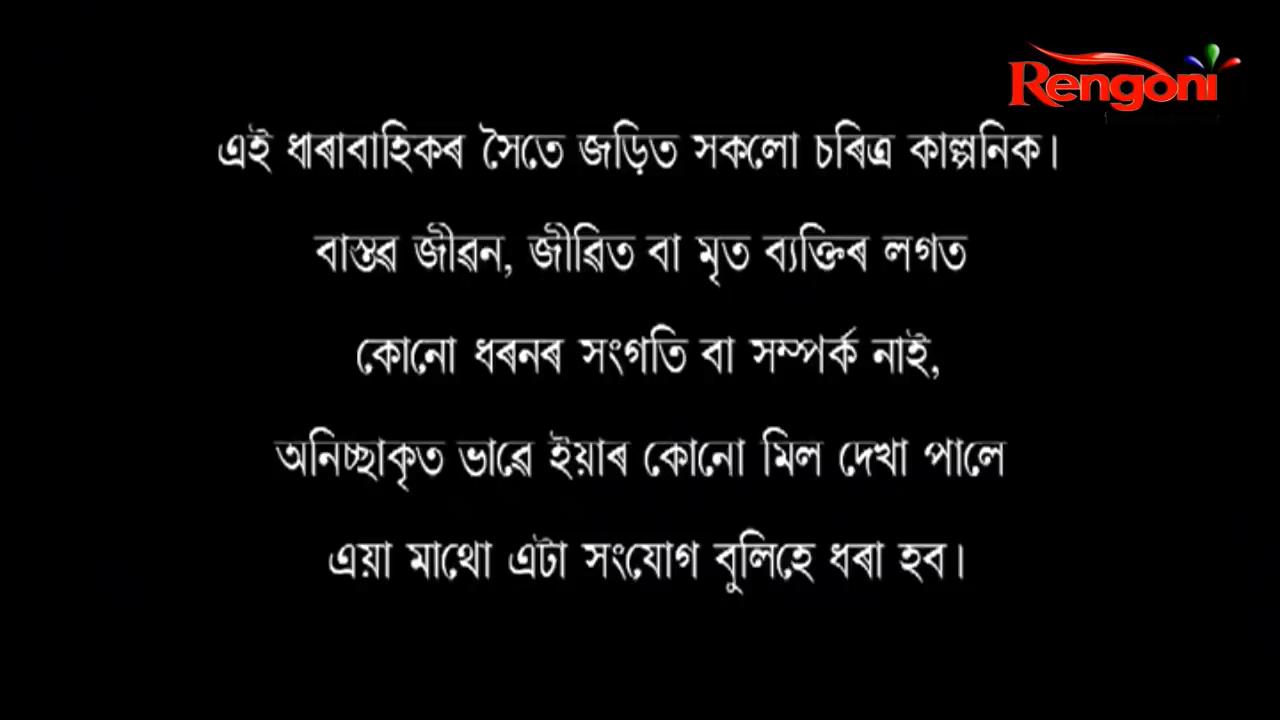 Rengoni
এই ধাৰাবাহিকৰ সৈতে জড়িত সকলো চৰিত্ৰ কাল্পনিক।
বাস্তৱ জীৱন, জীৱিত বা মৃত ব্যক্তিৰ লগত
কোনো ধৰনৰ সংগতি বা সম্পৰ্ক নাই,
অনিচ্ছাকৃত ভাৱে ইয়াৰ কোনো মিল দেখা পালে
এয়া মাথো এটা সংযোগ বুলিহে ধৰা হব।